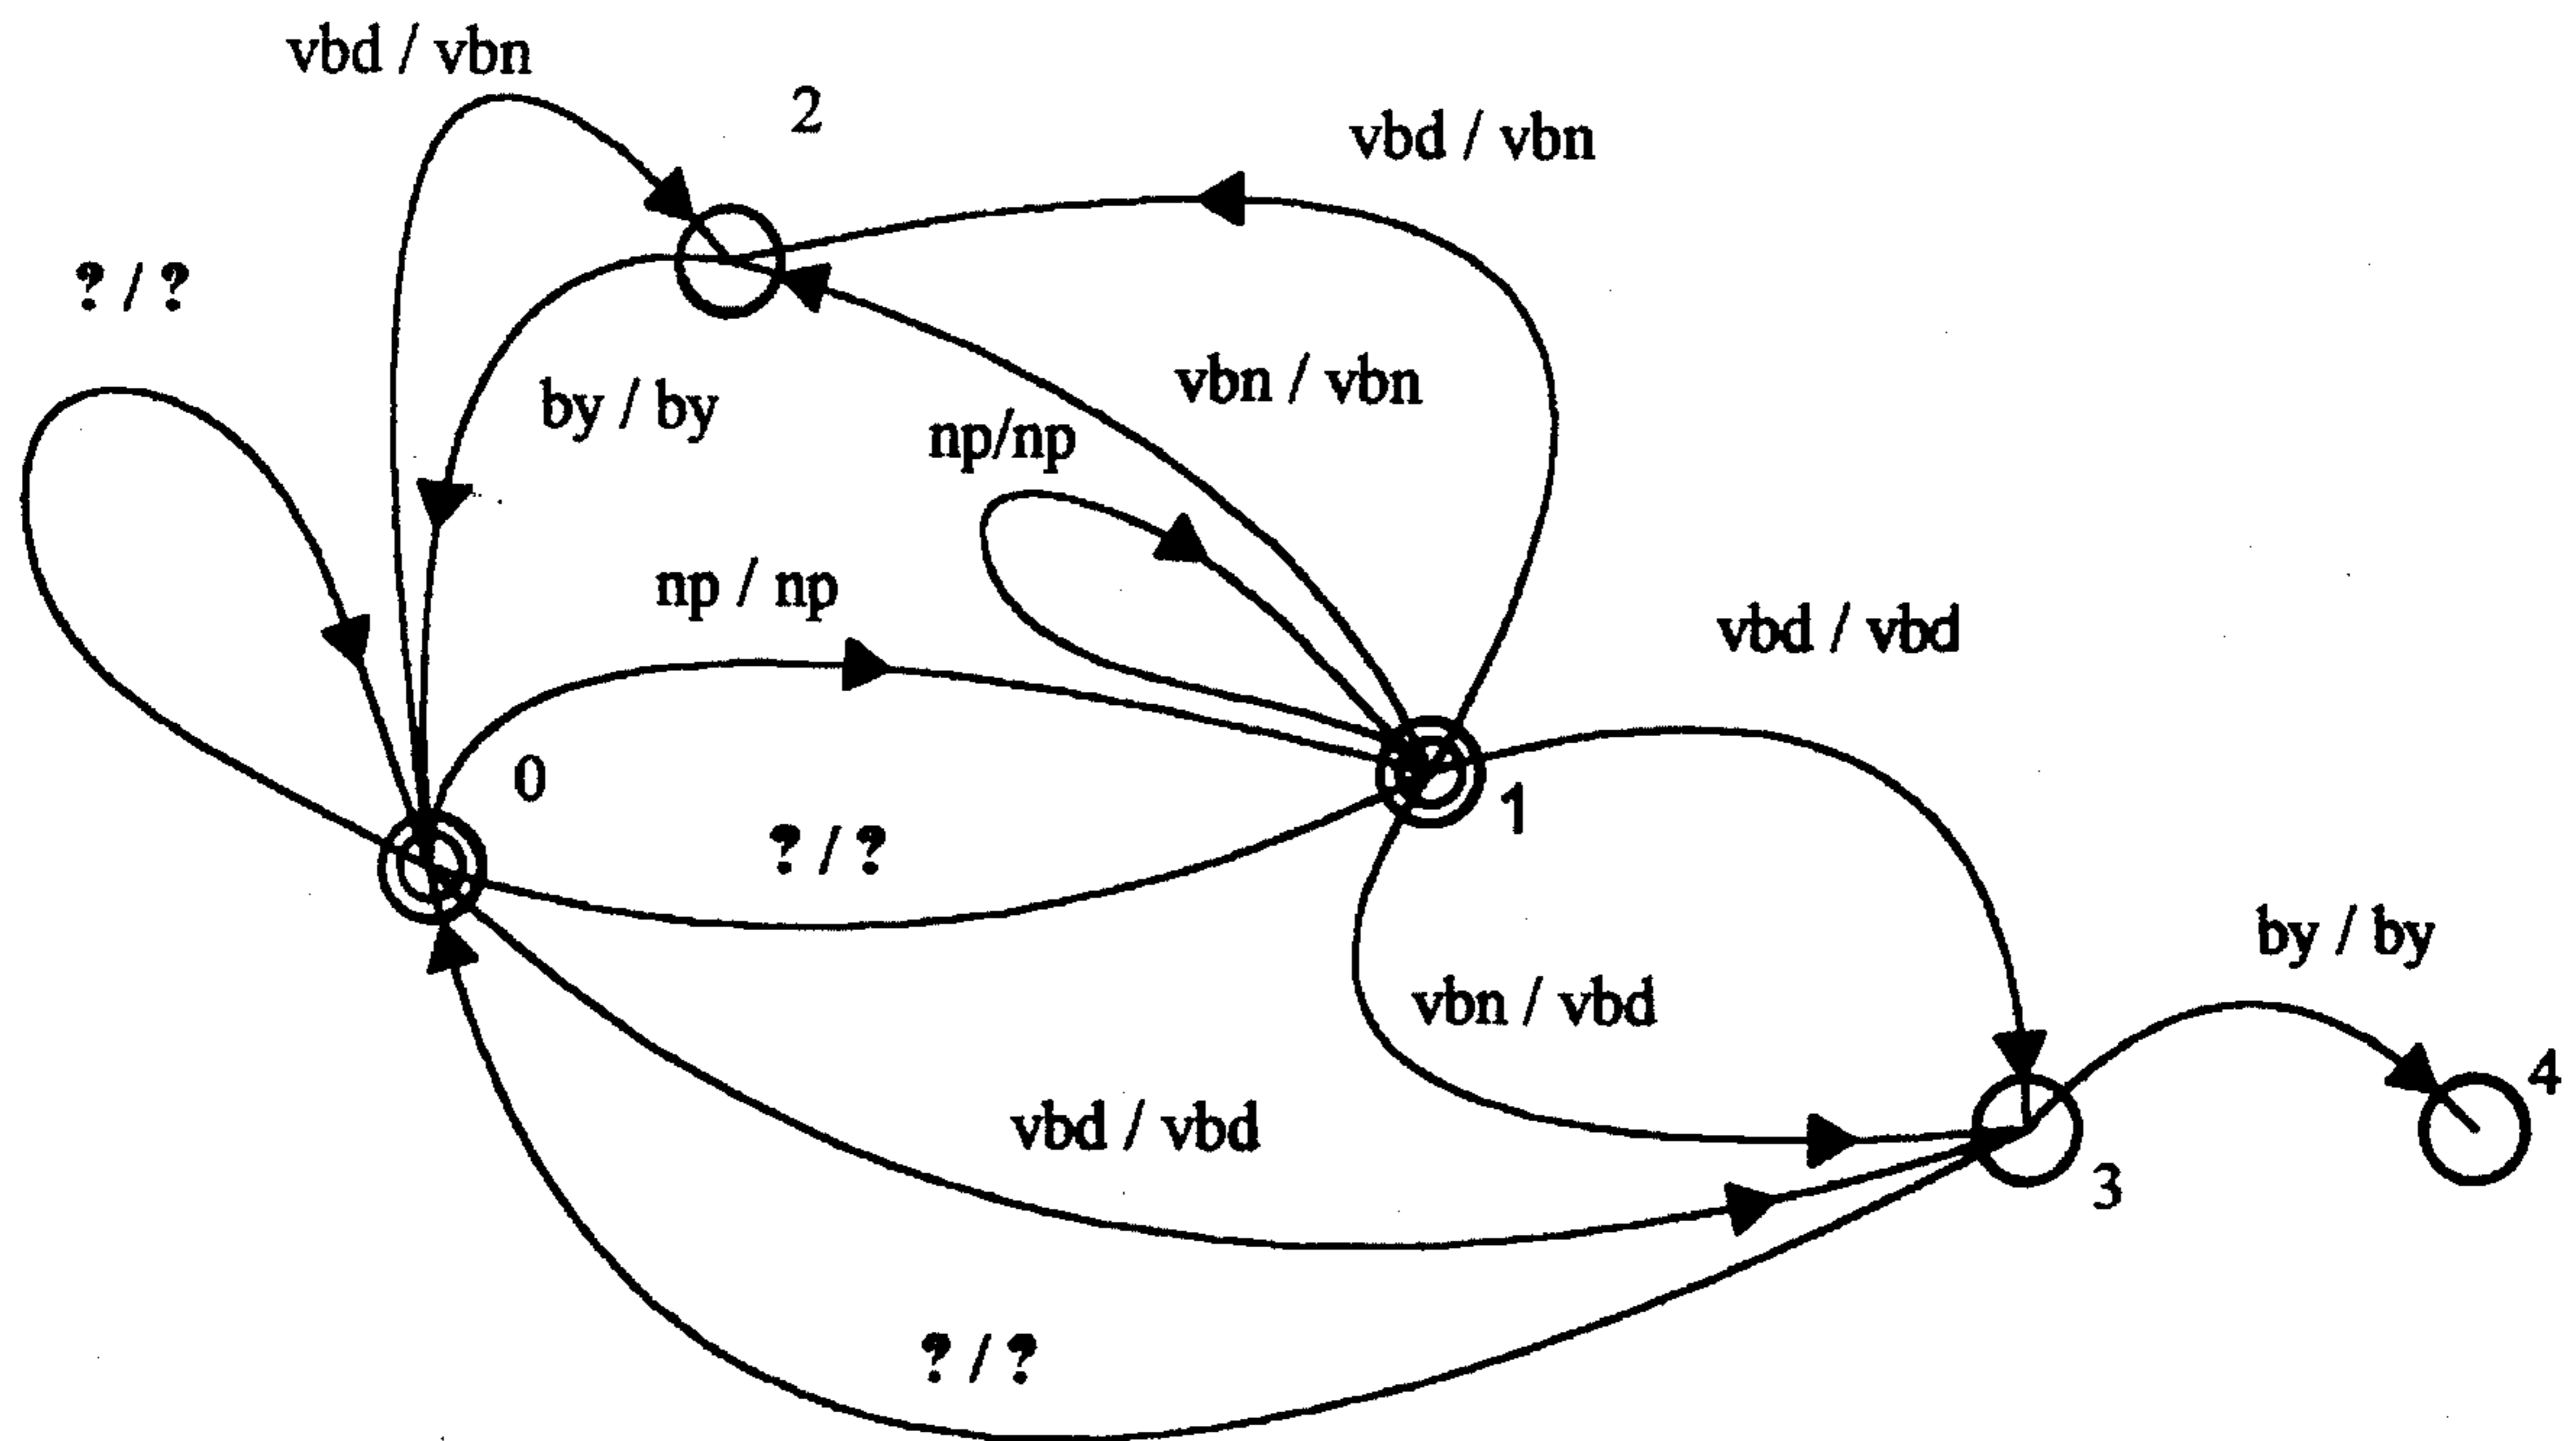 vbd / vbn
2
vbd / vbn
? / ?
vbn / vbn
by / by
np/np
np / np
vbd / vbd
0
1
? / ?
by / by
vbn / vbd
4
vbd / vbd
3
? / ?